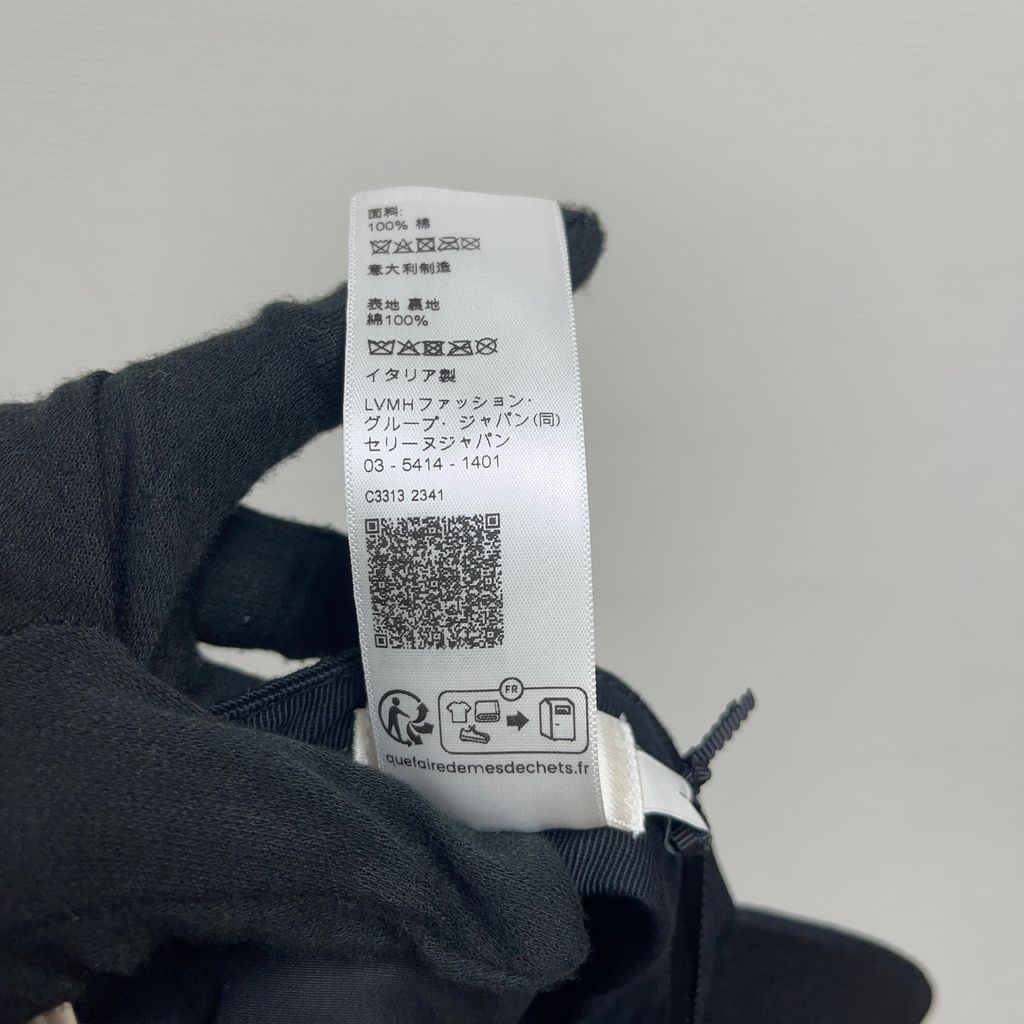 面料:
100% 棉
意大利制造
表地 裏地
綿100%
イタリア製
LVMHファッション・
グループ・ジャパン(同)
セリーヌジャパン
03 - 5414 - 1401
C3313 2341
FR
quefairedemesdechets.fr